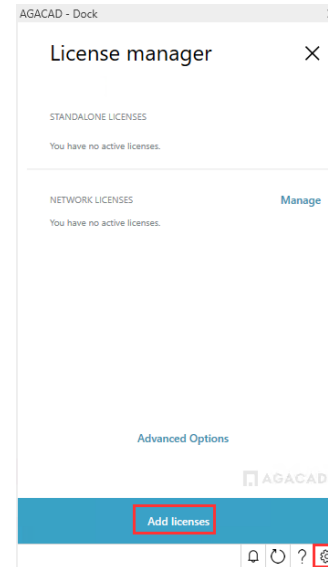 AGACAD - Dock
License manager
STANDALONE LICENSES
You have no active licenses.
NETWORK LICENSES Manage
You have no active licenses.
Advanced Options
AGACAD
Add licenses
?